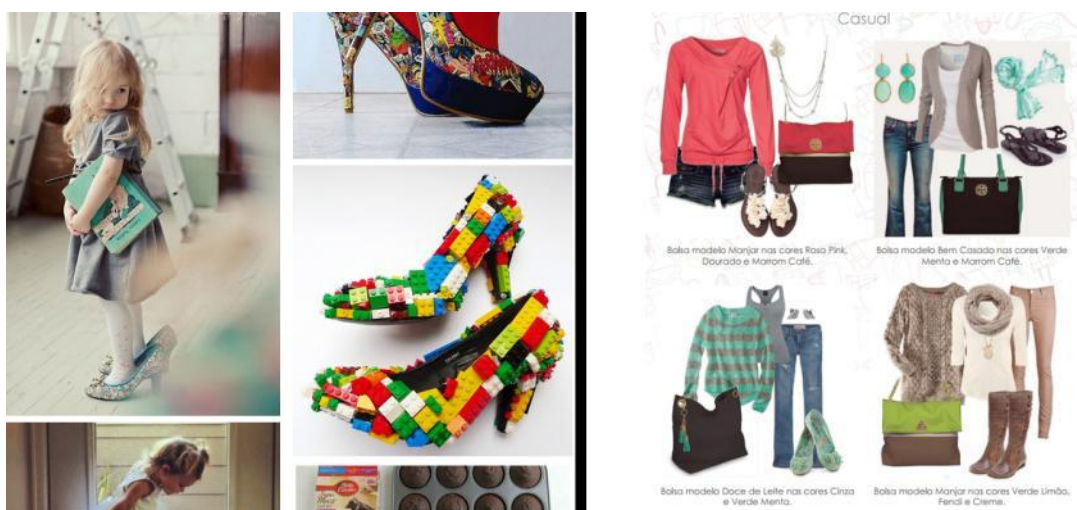 Casual
Bolsa modelo Manjar nas cores Rosa Pink,
Dourado e Marrom Café.
Bolsa modelo Bem Casado nas cores Verde
Menta e Marrom Café.
Bolsa modelo Doce de Leite nas cores Cinza
e Verde Menta.
Bolsa modelo Manjar nas cores Verde Limão,
Fendi e Creme.